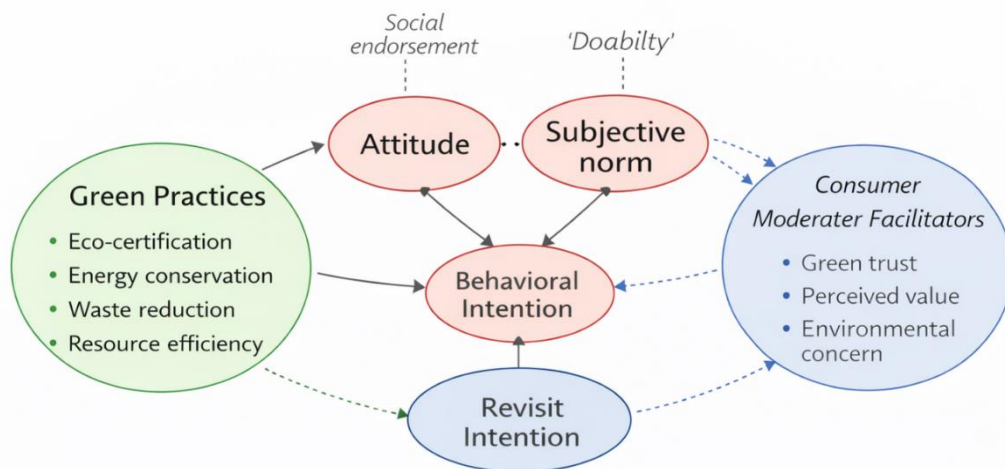 Social
endorsement
'Doabilty'
Attitude
Subjective
norm
Green Practices
• Eco-certification
• Energy conservation
• Waste reduction
• Resource efficiency
Behavioral
Intention
Revisit
Intention
Consumer
Moderater Facilitators
• Green trust
• Perceived value
• Environmental
concern